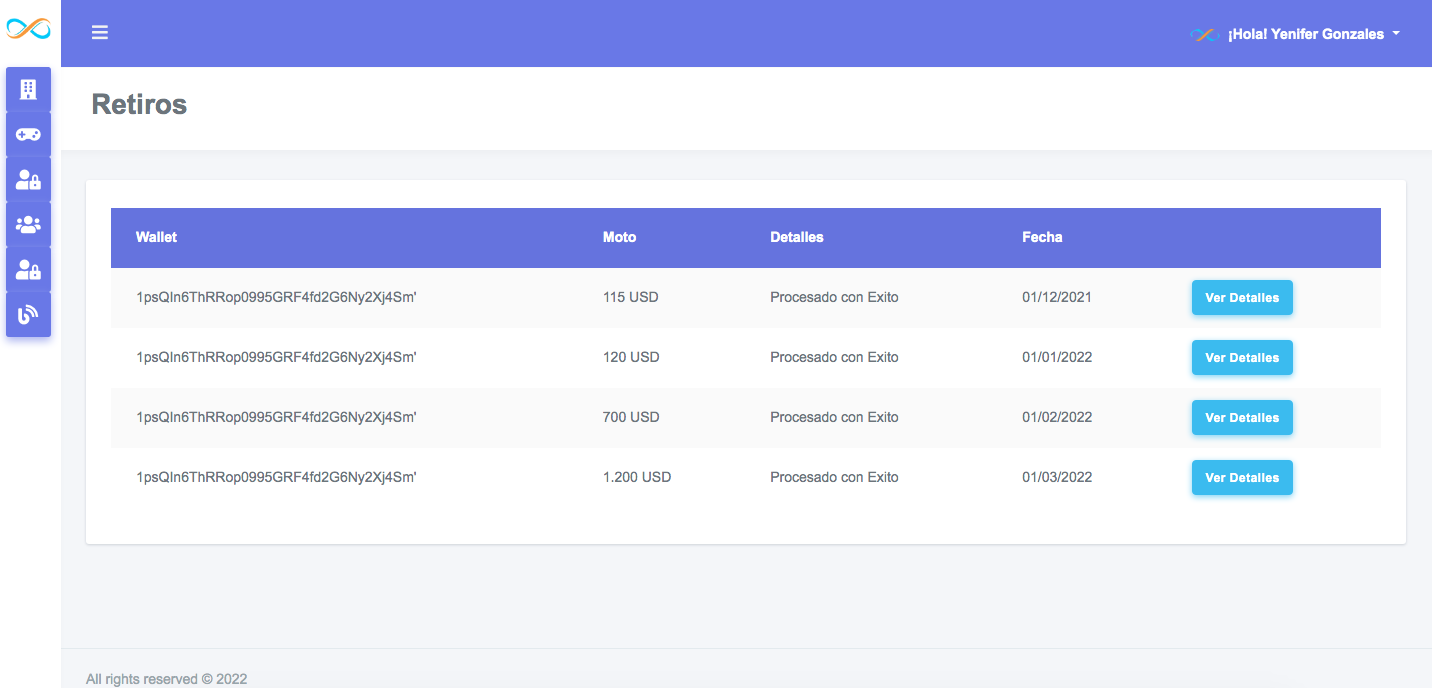 ¡Hola! Yenifer Gonzales
Retiros
Wallet Moto Detalles Fecha
1psQIn6ThRRop0995GRF4fd2G6Ny2Xj4Sm' 115 USD Procesado con Exito 01/12/2021 Ver Detalles
1psQIn6ThRRop0995GRF4fd2G6Ny2Xj4Sm' 120 USD Procesado con Exito 01/01/2022 Ver Detalles
1psQIn6ThRRop0995GRF4fd2G6Ny2Xj4Sm' 700 USD Procesado con Exito 01/02/2022 Ver Detalles
1psQIn6ThRRop0995GRF4fd2G6Ny2Xj4Sm' 1.200 USD Procesado con Exito 01/03/2022 Ver Detalles
All rights reserved © 2022